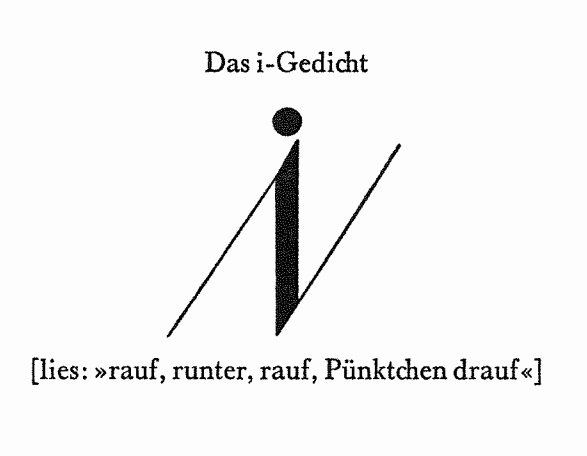 Das i-Gedicht
i
[lies: »rauf, runter, rauf, Pünktchen drauf«]